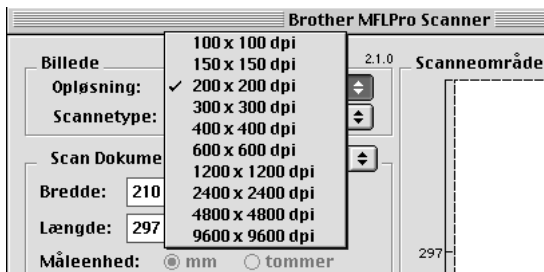 Brother MFLPro Scanner
Billede
2.1.0
Opløsning:
Scannetype:
100 x 100 dpi
150 x 150 dpi
✓ 200 x 200 dpi
300 x 300 dpi
400 x 400 dpi
600 x 600 dpi
1200 x 1200 dpi
2400 x 2400 dpi
4800 x 4800 dpi
9600 x 9600 dpi
Scan Dokume
Bredde: 210
Længde: 297
Måleenhed: mm tommer
Scanneområde
297